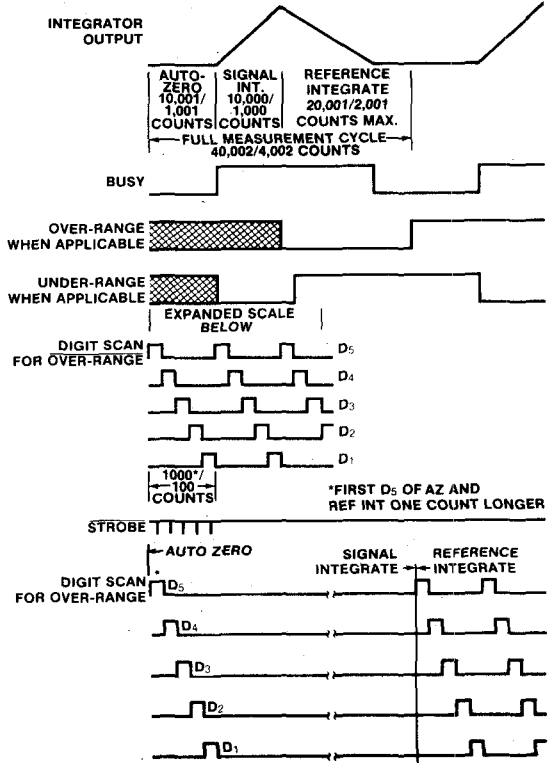 INTEGRATOR
OUTPUT
AUTO-
ZERO
10,001/
1,001
COUNTS
SIGNAL
INT.
10,000/
1,000
COUNTS
REFERENCE
INTEGRATE
20,001/2,001
COUNTS MAX.
FULL MEASUREMENT CYCLE
40,002/4,002 COUNTS
BUSY
OVER-RANGE
WHEN APPLICABLE
UNDER-RANGE
WHEN APPLICABLE
EXPANDED SCALE
BELOW
DIGIT SCAN
FOR OVER-RANGE
D5
D4
D3
D2
D1
1000*/
100
COUNTS
*FIRST D5 OF AZ AND
REF INT ONE COUNT LONGER
STROBE
AUTO ZERO
SIGNAL
INTEGRATE
REFERENCE
INTEGRATE
DIGIT SCAN
FOR OVER-RANGE
*
D5
D4
D3
D2
D1